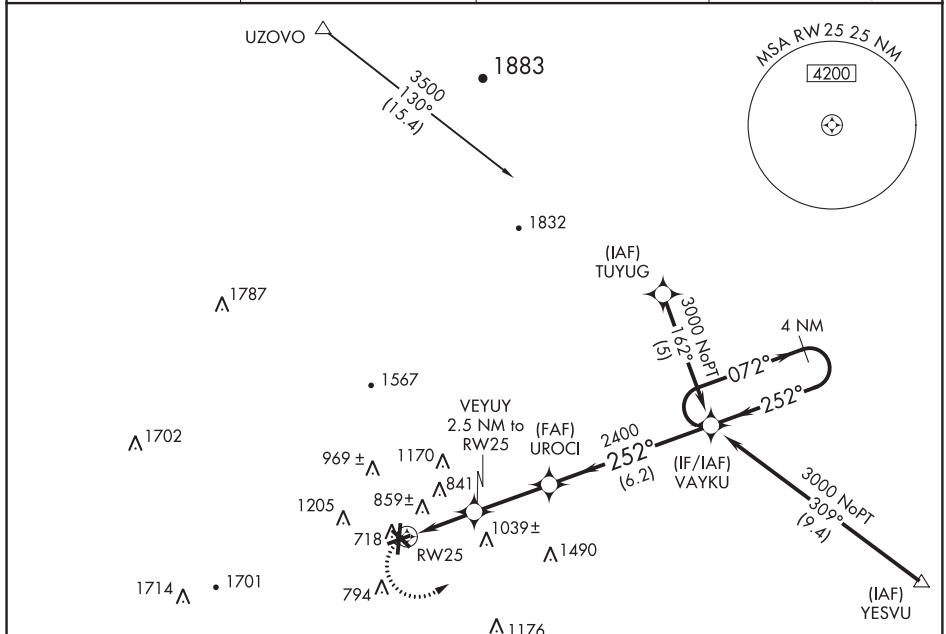 UZOVO
3500
130°
(15.4)
1883
MSA RW25 25 NM
4200
1832
(IAF)
TUYUG
3000 NoPT
162°
(5)
4 NM
072°
252°
1787
1567
VEYUY
2.5 NM to
RW25
(FAF)
UROCI
2400
252°
(6.2)
(IF/IAF)
VAYKU
1702
969 ±
1170
841
859±
1205
718
RW25
1039±
1490
3000 NoPT
309°
(9.4)
(IAF)
YESVU
1714
1701
794
1176